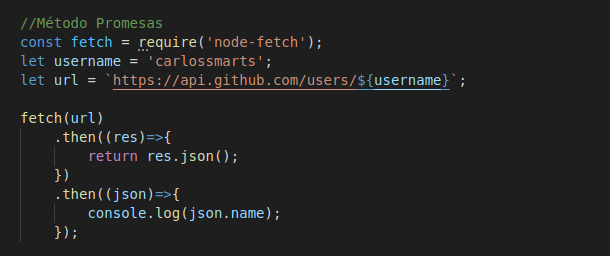 //Método Promesas
const fetch = require('node-fetch');
let username = 'carlossmarts';
let url = `https://api.github.com/users/${username}`;
fetch(url)
.then((res)=>{
return res.json();
})
.then((json)=>{
console.log(json.name);
});